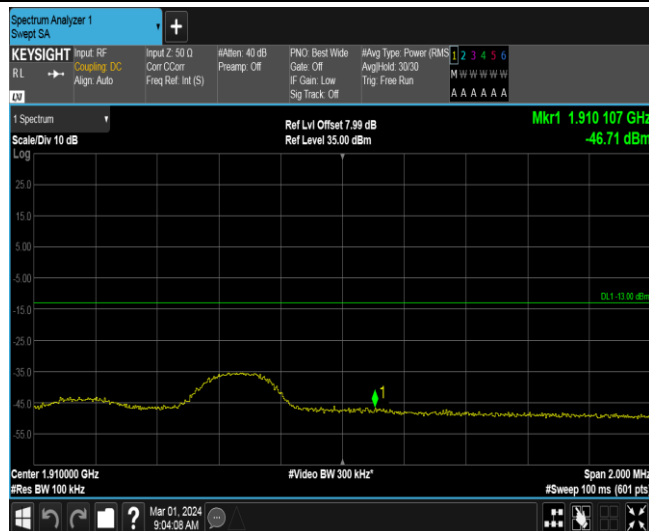 Spectrum Analyzer 1
Swept SA
+
KEYSIGHT
RL
Input: RF
Coupling: DC
Align: Auto
Input Z: 50 Ω
Corr CCorr
Freq Ref: Int (S)
#Atten: 40 dB
Preamp: Off
PNO: Best Wide
Gate: Off
IF Gain: Low
Sig Track: Off
#Avg Type: Power (RMS
Avg|Hold: 30/30
Trig: Free Run
1 2 3 4 5 6
M W W W W W
A A A A A A
LXI
1 Spectrum
Scale/Div 10 dB
Ref Lvl Offset 7.99 dB
Ref Level 35.00 dBm
Mkr1 1.910 107 GHz
-46.71 dBm
Log
25.0
15.0
5.00
-5.00
-15.0
-25.0
-35.0
-45.0
-55.0
DL1 -13.00 dBm
1
Center 1.910000 GHz
#Res BW 100 kHz
#Video BW 300 kHz*
Span 2.000 MHz
#Sweep 100 ms (601 pts)
?
Mar 01, 2024
9:04:08 AM